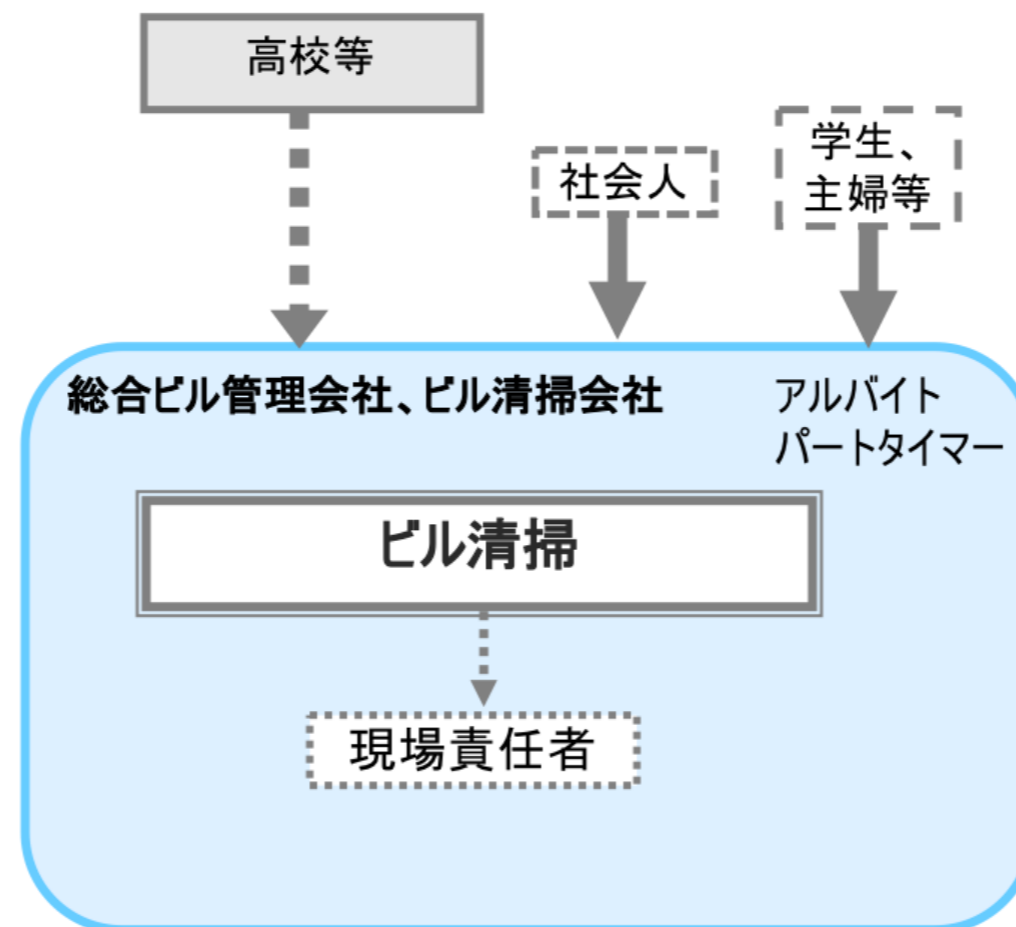 高校等
社会人
学生、
主婦等
総合ビル管理会社、ビル清掃会社
アルバイト
パートタイマー
ビル清掃
現場責任者